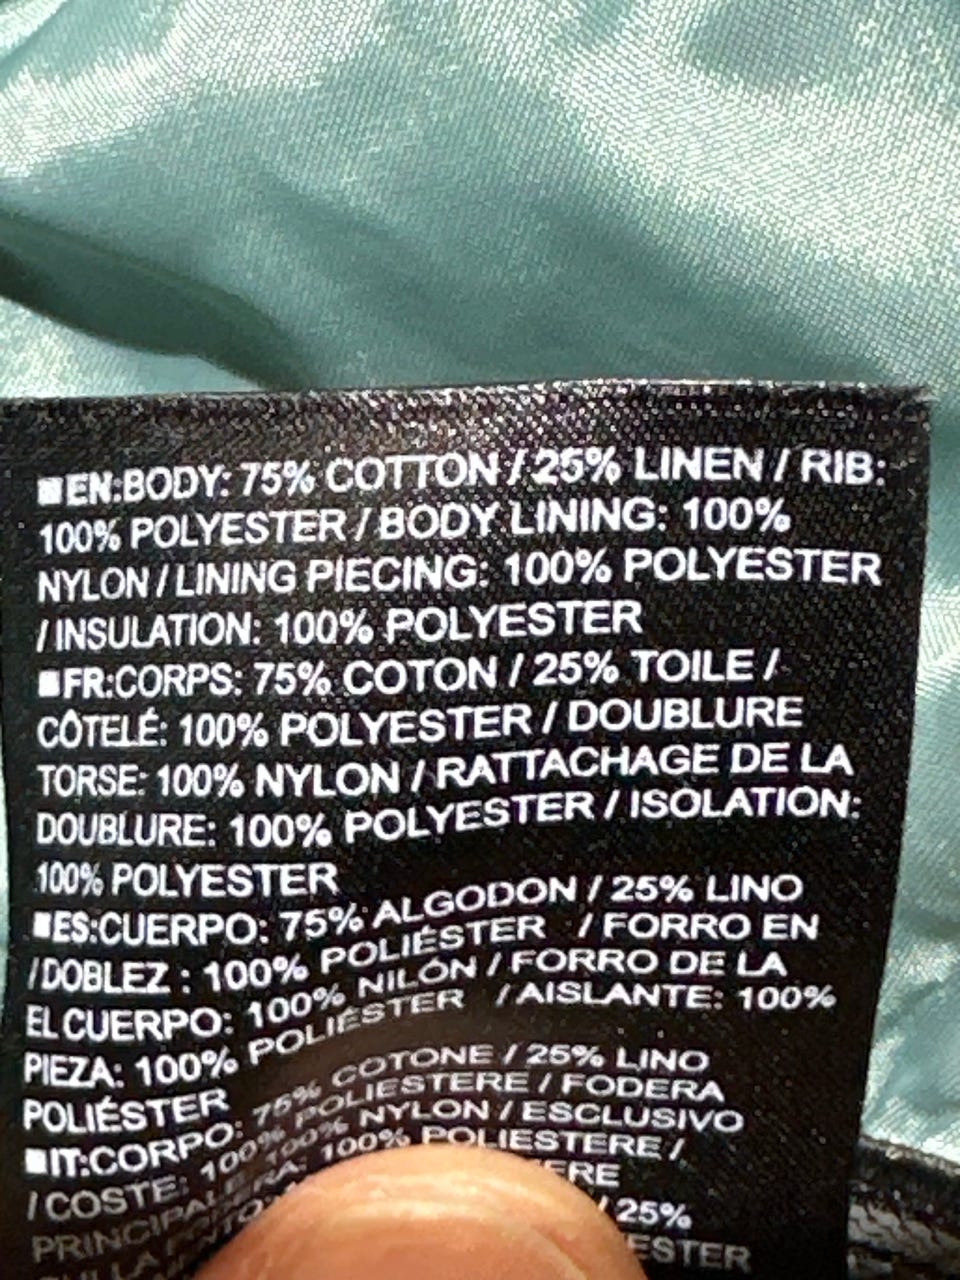 ■EN:BODY: 75% COTTON / 25% LINEN / RIB:
100% POLYESTER / BODY LINING: 100%
NYLON / LINING PIECING: 100% POLYESTER
/ INSULATION: 100% POLYESTER
■FR:CORPS: 75% COTON / 25% TOILE /
CÔTELÉ: 100% POLYESTER / DOUBLURE
TORSE: 100% NYLON / RATTACHAGE DE LA
DOUBLURE: 100% POLYESTER / ISOLATION:
100% POLYESTER
■ES:CUERPO: 75% ALGODON / 25% LINO
/DOBLEZ : 100% POLIÉSTER / FORRO EN
EL CUERPO: 100% NILÓN / FORRO DE LA
PIEZA: 100% POLIÉSTER / AISLANTE: 100%
POLIÉSTER
■IT:CORPO: 75% COTONE / 25% LINO
/ COSTE: 100% POLIESTERE / FODERA
PRINCIPALE: 100% NYLON / ESCLUSIVO
100% POLIESTERE /
/ 25%